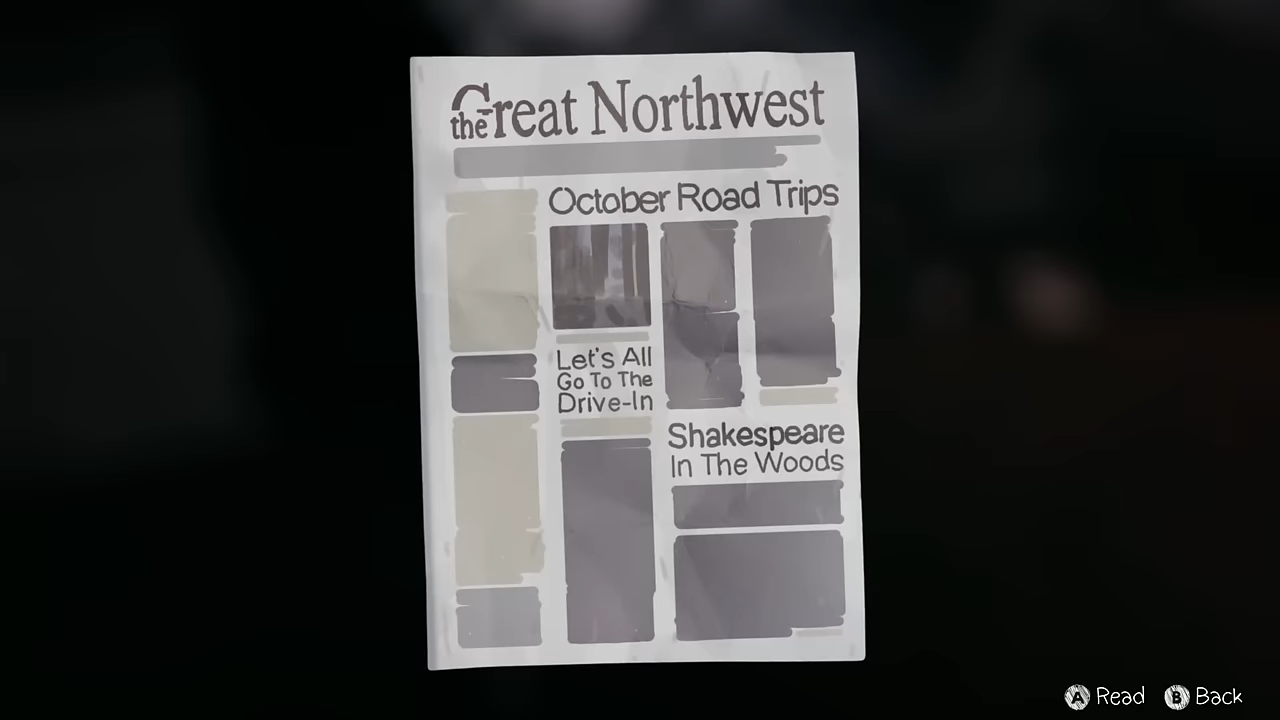 the Great Northwest
October Road Trips
Let's All
Go To The
Drive-In
Shakespeare
In The Woods
A Read B Back